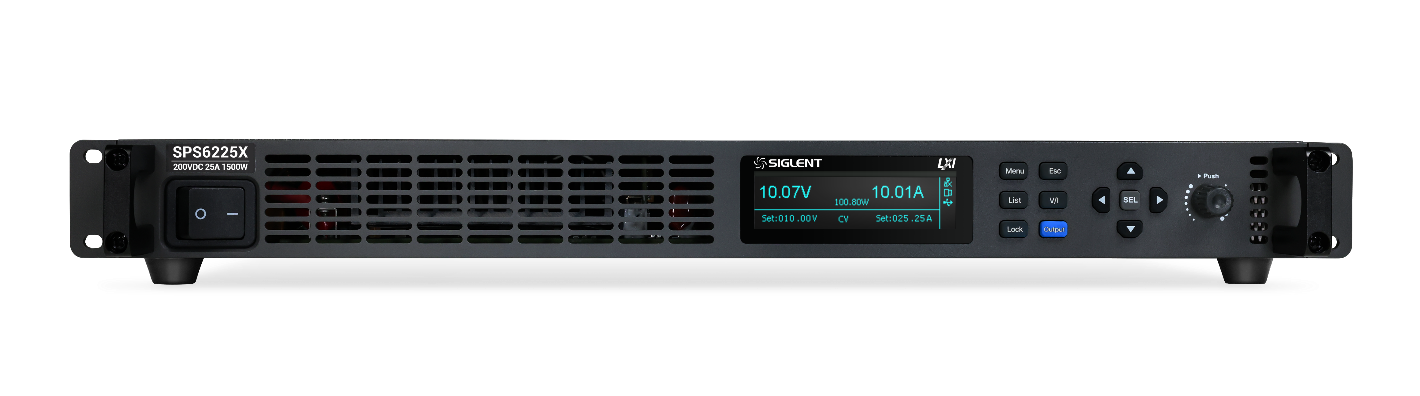 SPS6225X
200VDC 25A 1500W
O —
SIGLENT LXI
10.07V 10.01A
100.80W
Set:010.00V CV Set:025.25A
Menu Esc
List V/I
Lock Output
SEL
Push